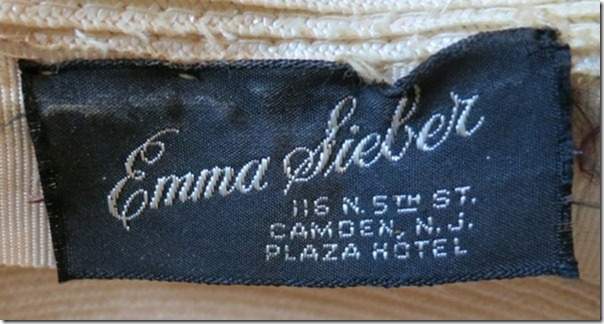 Emma Sieber
116 N. 5TH ST.
CAMDEN, N. J.
PLAZA HOTEL